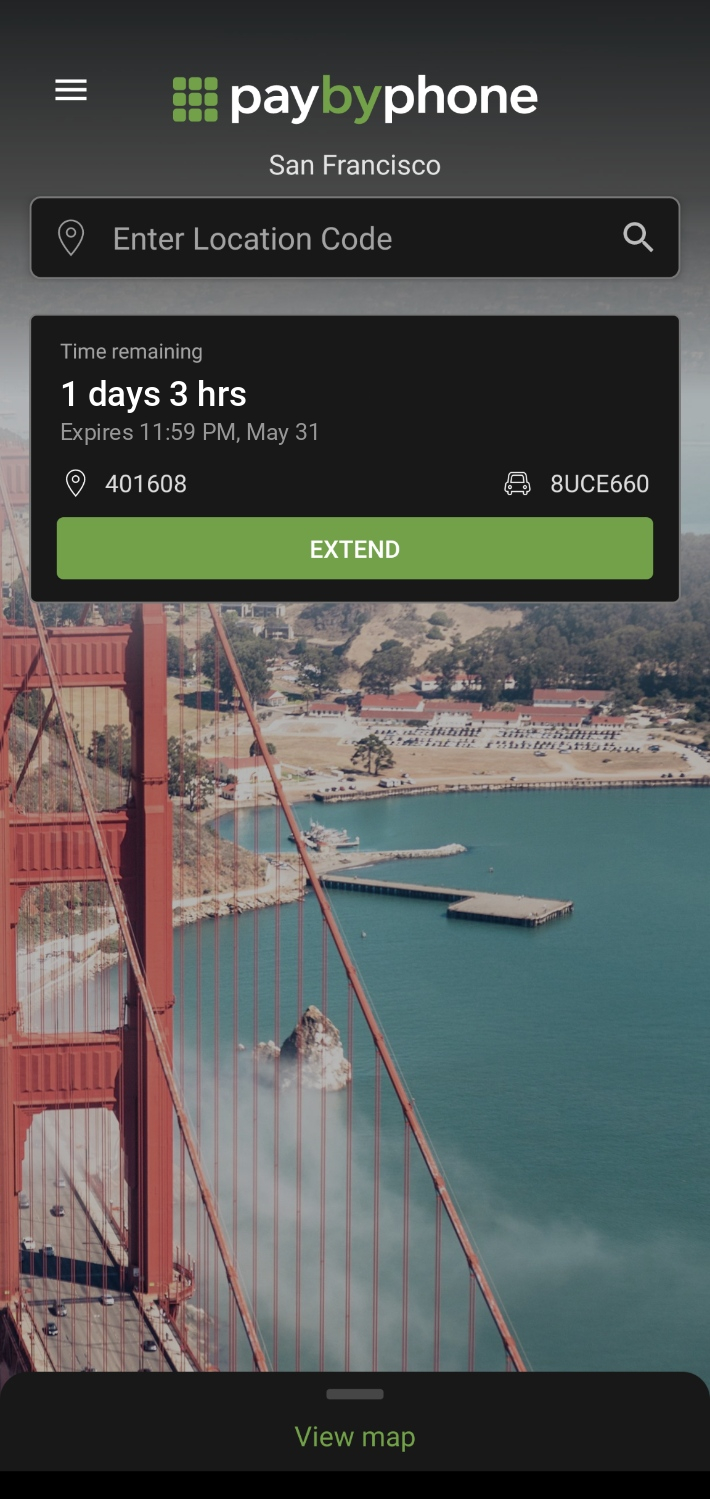 paybyphone
San Francisco
Enter Location Code
Time remaining
1 days 3 hrs
Expires 11:59 PM, May 31
401608 8UCE660
EXTEND
View map